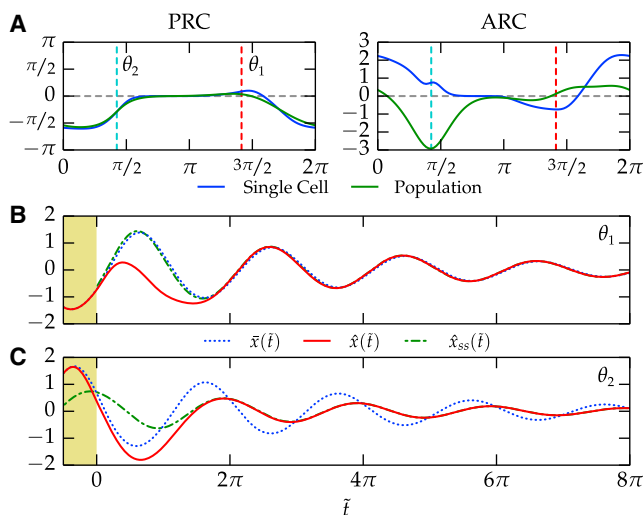 A
PRC
ARC
π
π/2
0
−π/2
−π
θ₂
θ₁
3
2
1
0
−1
−2
−3
0
π/2
π
3π/2
2π
0
π/2
π
3π/2
2π
Single Cell
Population
B
2
1
0
−1
−2
θ₁
x̄(t̃)
x̂(t̃)
x̂ₛₛ(t̃)
C
2
1
0
−1
−2
θ₂
0
2π
4π
6π
8π
t̃